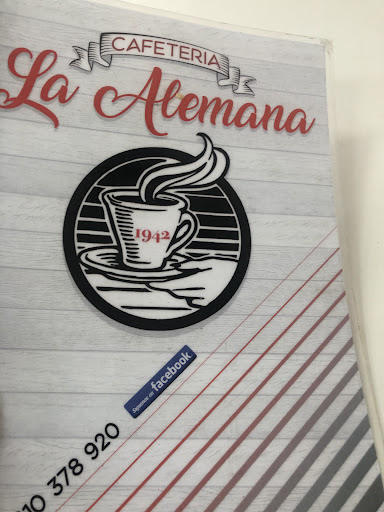 CAFETERIA
La Alemana
1942
Síguenos en facebook
10 378 920